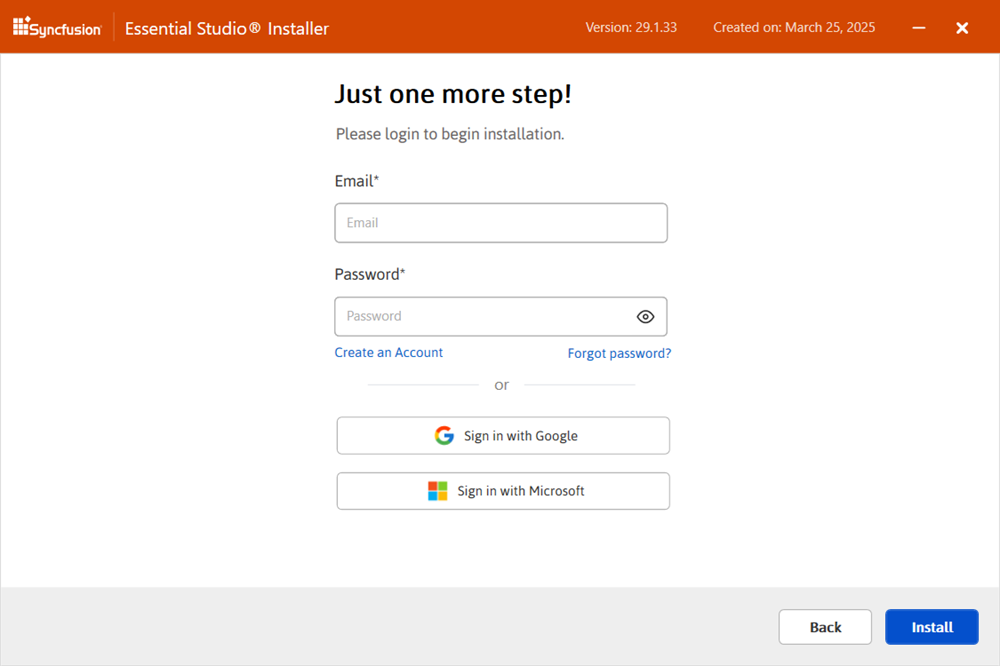 Syncfusion Essential Studio® Installer Version: 29.1.33 Created on: March 25, 2025
Just one more step!
Please login to begin installation.
Email*
Email
Password*
Password
Create an Account Forgot password?
or
Sign in with Google
Sign in with Microsoft
Back Install